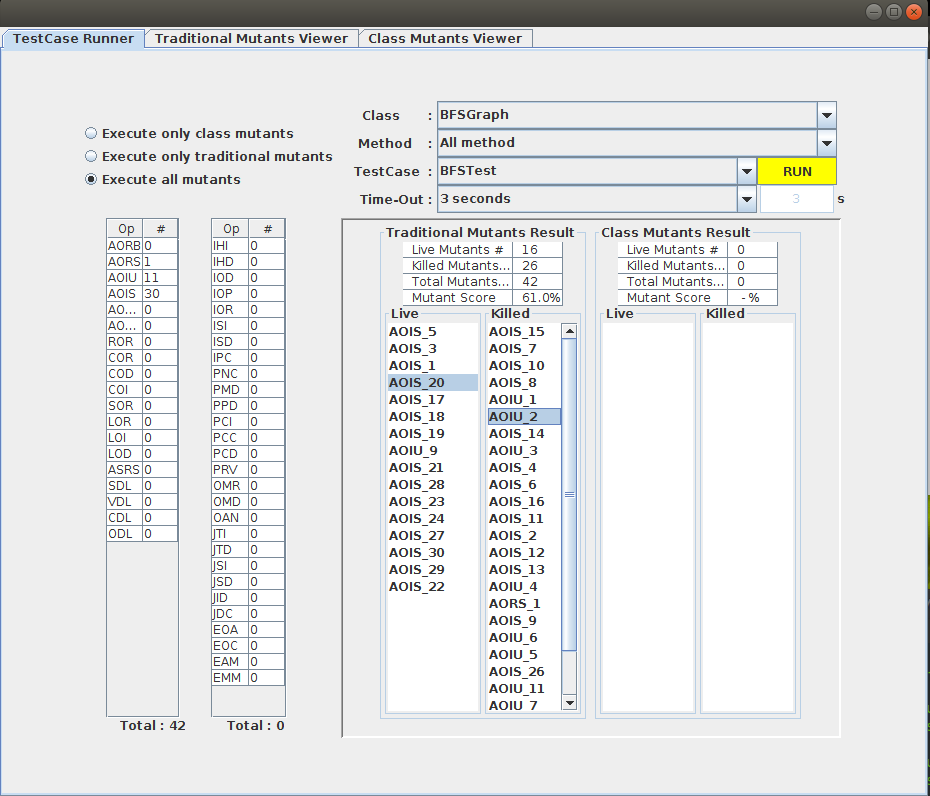 TestCase Runner Traditional Mutants Viewer Class Mutants Viewer
Execute only class mutants
Execute only traditional mutants
Execute all mutants
Class : BFSGraph
Method : All method
TestCase : BFSTest RUN
Time-Out : 3 seconds 3 s
Op #
AORB 0
AORS 1
AOIU 11
AOIS 30
AO... 0
AO... 0
ROR 0
COR 0
COD 0
COI 0
SOR 0
LOR 0
LOI 0
LOD 0
ASRS 0
SDL 0
VDL 0
CDL 0
ODL 0
Total : 42
Op #
IHI 0
IHD 0
IOD 0
IOP 0
IOR 0
ISI 0
ISD 0
IPC 0
PNC 0
PMD 0
PPD 0
PCI 0
PCC 0
PCD 0
PRV 0
OMR 0
OMD 0
OAN 0
JTI 0
JTD 0
JSI 0
JSD 0
JID 0
JDC 0
EOA 0
EOC 0
EAM 0
EMM 0
Total : 0
Traditional Mutants Result
Live Mutants # 16
Killed Mutants... 26
Total Mutants... 42
Mutant Score 61.0%
Live
AOIS_5
AOIS_3
AOIS_1
AOIS_20
AOIS_17
AOIS_18
AOIS_19
AOIU_9
AOIS_21
AOIS_28
AOIS_23
AOIS_24
AOIS_27
AOIS_30
AOIS_29
AOIS_22
Killed
AOIS_15
AOIS_7
AOIS_10
AOIS_8
AOIU_1
AOIU_2
AOIS_14
AOIU_3
AOIS_4
AOIS_6
AOIS_16
AOIS_11
AOIS_2
AOIS_12
AOIS_13
AOIU_4
AORS_1
AOIS_9
AOIU_6
AOIU_5
AOIS_26
AOIU_11
AOIU_7
Class Mutants Result
Live Mutants # 0
Killed Mutants... 0
Total Mutants... 0
Mutant Score - %
Live
Killed